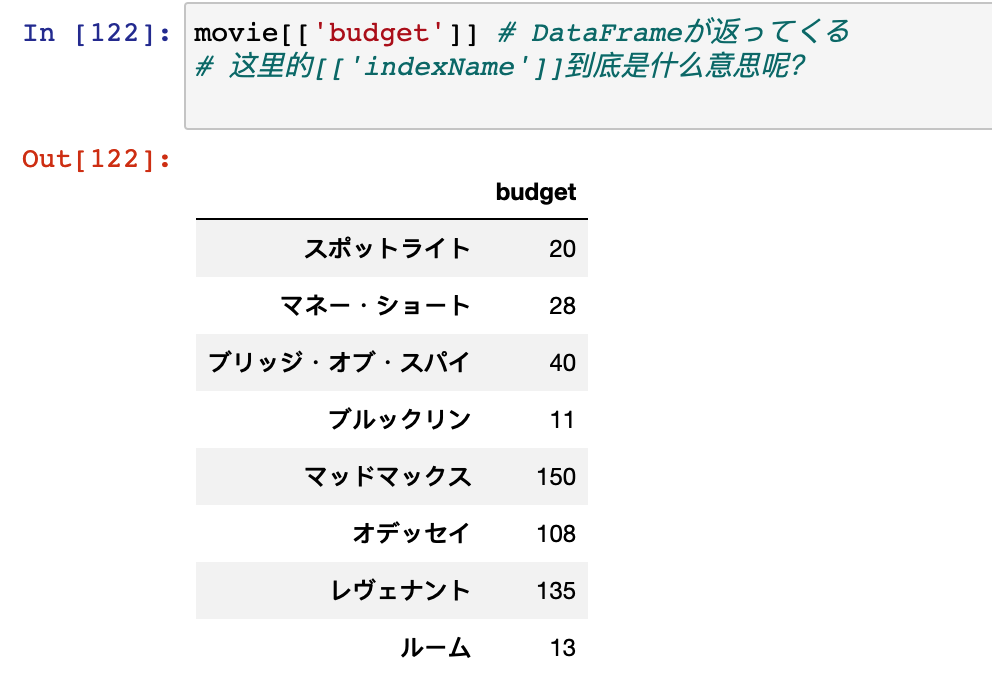 In [122]: movie[['budget']] # DataFrameが返ってくる
# 这里的[['indexName']]到底是什么意思呢?
Out[122]:
budget
スポットライト 20
マネー・ショート 28
ブリッジ・オブ・スパイ 40
ブルックリン 11
マッドマックス 150
オデッセイ 108
レヴェナント 135
ルーム 13